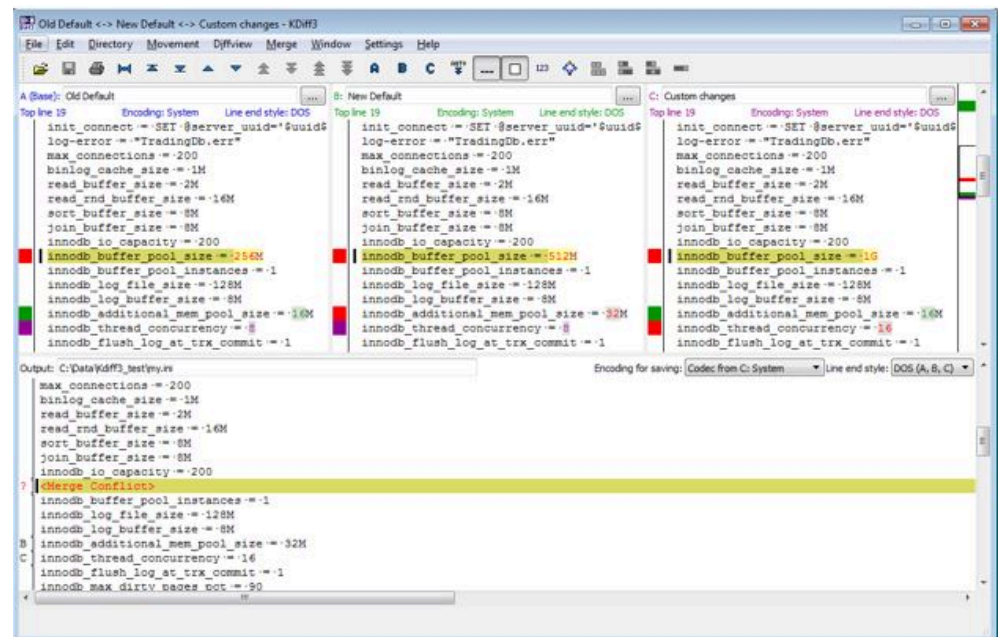 Old Default <-> New Default <-> Custom changes - KDiff3
File Edit Directory Movement Diffview Merge Window Settings Help
A B C AUTO 123
A (Base): Old Default ...
Top line 19 Encoding: System Line end style: DOS
init_connect = SET @server_uuid='$uuid$
log-error = "TradingDb.err"
max_connections = 200
binlog_cache_size = 1M
read_buffer_size = 2M
read_rnd_buffer_size = 16M
sort_buffer_size = 8M
join_buffer_size = 8M
innodb_io_capacity = 200
innodb_buffer_pool_size = 256M
innodb_buffer_pool_instances = 1
innodb_log_file_size = 128M
innodb_log_buffer_size = 8M
innodb_additional_mem_pool_size = 16M
innodb_thread_concurrency = 8
innodb_flush_log_at_trx_commit = 1
B: New Default ...
Top line 19 Encoding: System Line end style: DOS
init_connect = SET @server_uuid='$uuid$
log-error = "TradingDb.err"
max_connections = 200
binlog_cache_size = 1M
read_buffer_size = 2M
read_rnd_buffer_size = 16M
sort_buffer_size = 8M
join_buffer_size = 8M
innodb_io_capacity = 200
innodb_buffer_pool_size = 512M
innodb_buffer_pool_instances = 1
innodb_log_file_size = 128M
innodb_log_buffer_size = 8M
innodb_additional_mem_pool_size = 32M
innodb_thread_concurrency = 8
innodb_flush_log_at_trx_commit = 1
C: Custom changes ...
Top line 19 Encoding: System Line end style: DOS
init_connect = SET @server_uuid='$uuid$
log-error = "TradingDb.err"
max_connections = 200
binlog_cache_size = 1M
read_buffer_size = 2M
read_rnd_buffer_size = 16M
sort_buffer_size = 8M
join_buffer_size = 8M
innodb_io_capacity = 200
innodb_buffer_pool_size = 1G
innodb_buffer_pool_instances = 1
innodb_log_file_size = 128M
innodb_log_buffer_size = 8M
innodb_additional_mem_pool_size = 16M
innodb_thread_concurrency = 16
innodb_flush_log_at_trx_commit = 1
Output: C:\Data\Kdiff3_test\my.ini Encoding for saving: Codec from C: System Line end style: DOS (A, B, C)
max_connections = 200
binlog_cache_size = 1M
read_buffer_size = 2M
read_rnd_buffer_size = 16M
sort_buffer_size = 8M
join_buffer_size = 8M
innodb_io_capacity = 200
? <Merge Conflict>
innodb_buffer_pool_instances = 1
innodb_log_file_size = 128M
innodb_log_buffer_size = 8M
B innodb_additional_mem_pool_size = 32M
C innodb_thread_concurrency = 16
innodb_flush_log_at_trx_commit = 1
innodb_max_dirty_pages_pct = 90